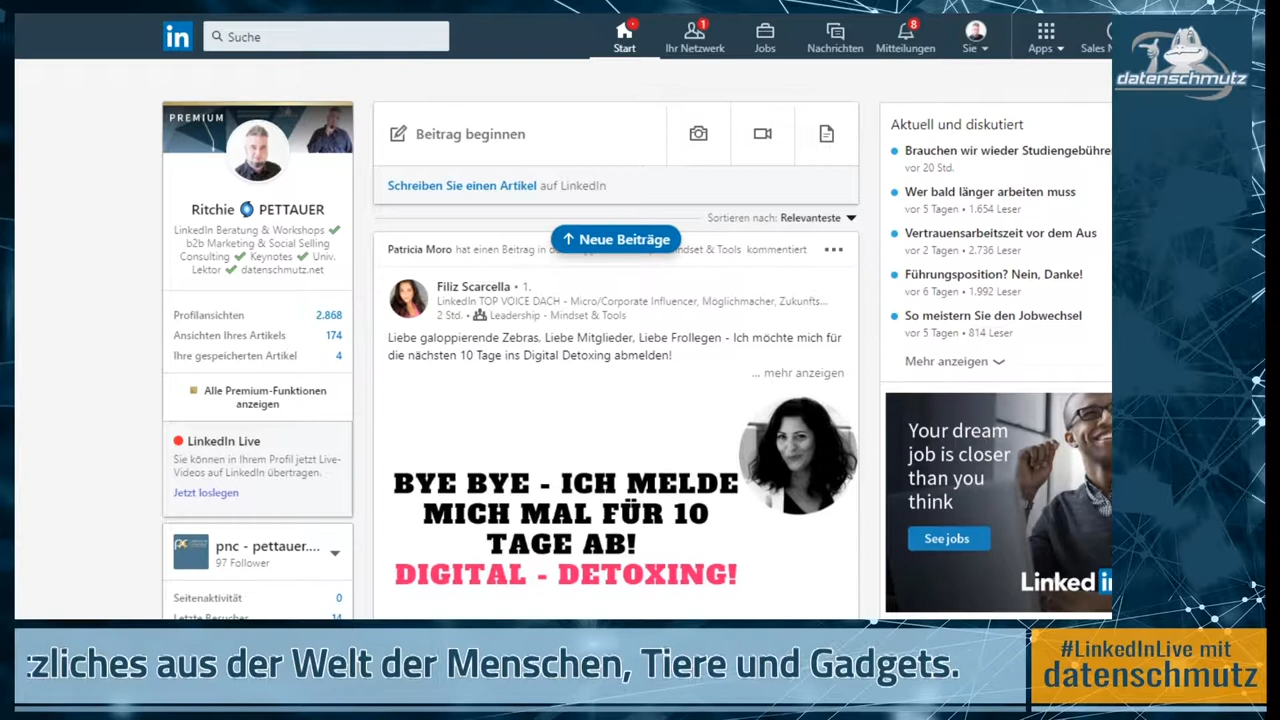 Suche
Start
1
Ihr Netzwerk
Jobs
Nachrichten
8
Mitteilungen
Sie
Apps
Sales
datenschmutz
PREMIUM
Ritchie PETTAUER
LinkedIn Beratung & Workshops ✔
b2b Marketing & Social Selling
Consulting ✔ Keynotes ✔ Univ.
Lektor ✔ datenschmutz.net
Profilansichten 2.868
Ansichten Ihres Artikels 174
Ihre gespeicherten Artikel 4
Alle Premium-Funktionen
anzeigen
LinkedIn Live
Sie können in Ihrem Profil jetzt Live-
Videos auf LinkedIn übertragen.
Jetzt loslegen
pnc - pettauer....
97 Follower
Seitenaktivität 0
Letzte Besucher 14
Beitrag beginnen
Schreiben Sie einen Artikel auf LinkedIn
Sortieren nach: Relevanteste
↑ Neue Beiträge
Patricia Moro hat einen Beitrag in & Tools kommentiert
Filiz Scarcella • 1.
LinkedIn TOP VOICE DACH - Micro/Corporate Influencer, Möglichmacher, Zukunfts...
2 Std. • Leadership - Mindset & Tools
Liebe galoppierende Zebras, Liebe Mitglieder, Liebe Frollegen - Ich möchte mich für
die nächsten 10 Tage ins Digital Detoxing abmelden!
... mehr anzeigen
BYE BYE - ICH MELDE
MICH MAL FÜR 10
TAGE AB!
DIGITAL - DETOXING!
Aktuell und diskutiert
Brauchen wir wieder Studiengebühre
vor 20 Std.
Wer bald länger arbeiten muss
vor 5 Tagen • 1.654 Leser
Vertrauensarbeitszeit vor dem Aus
vor 2 Tagen • 2.736 Leser
Führungsposition? Nein, Danke!
vor 6 Tagen • 1.992 Leser
So meistern Sie den Jobwechsel
vor 5 Tagen • 814 Leser
Mehr anzeigen
Your dream
job is closer
than you
think
See jobs
Linked in
zliches aus der Welt der Menschen, Tiere und Gadgets.
#LinkedInLive mit
datenschmutz